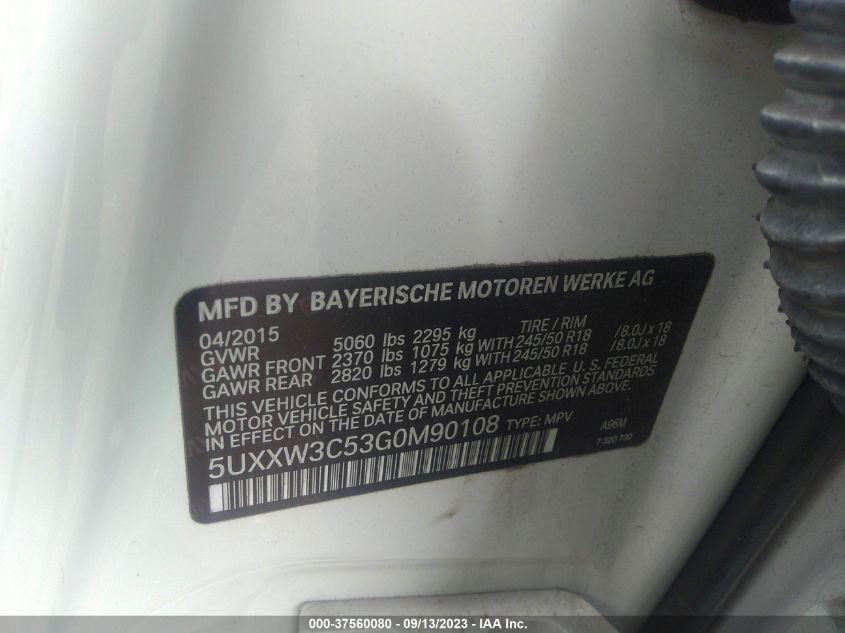 MFD BY BAYERISCHE MOTOREN WERKE AG
04/2015 TIRE / RIM
GVWR 5060 lbs 2295 kg
GAWR FRONT 2370 lbs 1075 kg WITH 245/50 R18 /8.0J x 18
GAWR REAR 2820 lbs 1279 kg WITH 245/50 R18 /8.0J x 18
THIS VEHICLE CONFORMS TO ALL APPLICABLE U.S. FEDERAL
MOTOR VEHICLE SAFETY AND THEFT PREVENTION STANDARDS
IN EFFECT ON THE DATE OF MANUFACTURE SHOWN ABOVE.
5UXXW3C53G0M90108 TYPE: MPV A96M
7 320 730
000-37560080 - 09/13/2023 - IAA Inc.